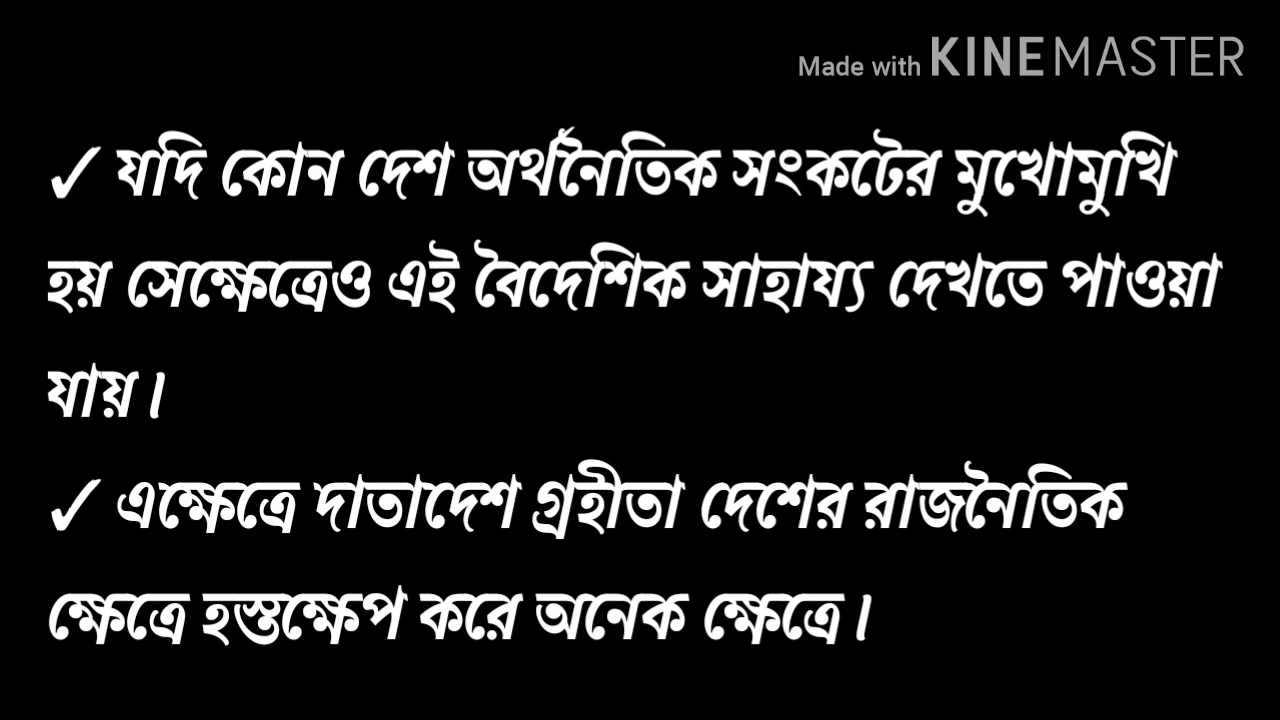 Made with KINEMASTER
✓ যদি কোন দেশ অর্থনৈতিক সংকটের মুখোমুখি
হয় সেক্ষেত্রেও এই বৈদেশিক সাহায্য দেখতে পাওয়া
যায়।
✓ এক্ষেত্রে দাতাদেশ গ্রহীতা দেশের রাজনৈতিক
ক্ষেত্রে হস্তক্ষেপ করে অনেক ক্ষেত্রে।